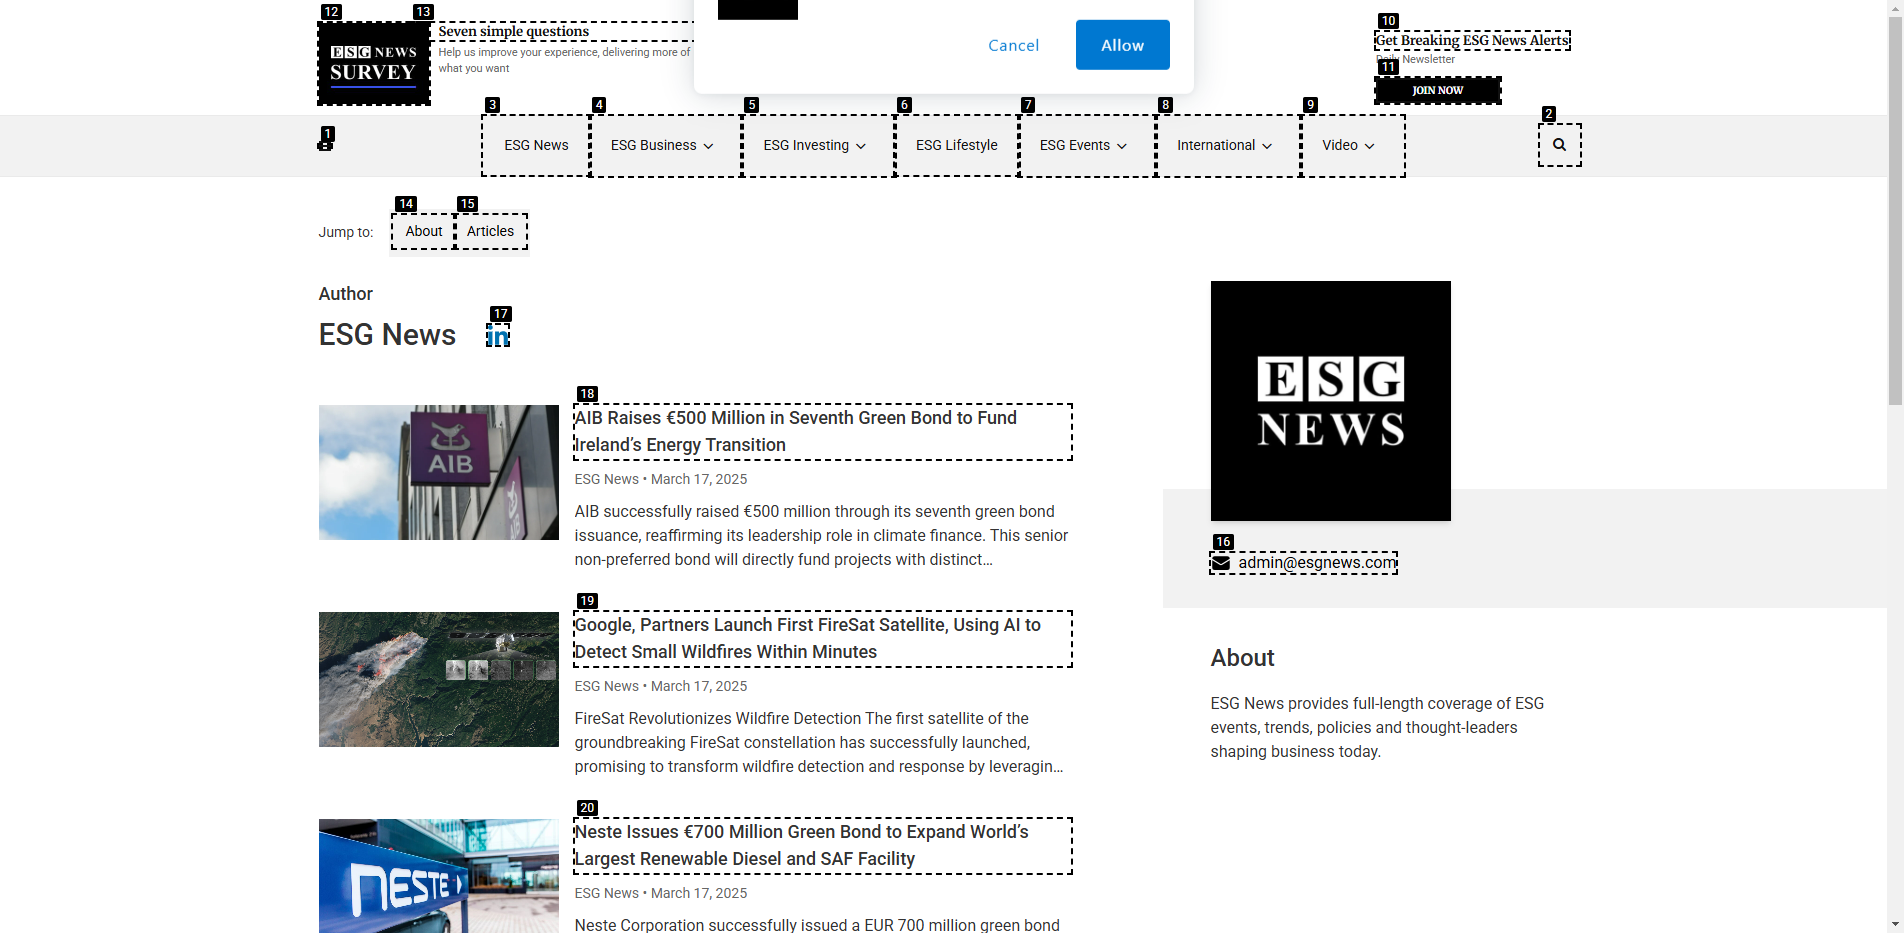 12
13
ESG NEWS
SURVEY
Seven simple questions
Help us improve your experience, delivering more of
what you want
Cancel
Allow
10
Get Breaking ESG News Alerts
Daily Newsletter
11
JOIN NOW
1
3
ESG News
4
ESG Business
5
ESG Investing
6
ESG Lifestyle
7
ESG Events
8
International
9
Video
2
Jump to:
14
About
15
Articles
Author
ESG News
17
in
18
AIB Raises €500 Million in Seventh Green Bond to Fund
Ireland's Energy Transition
ESG News • March 17, 2025
AIB successfully raised €500 million through its seventh green bond
issuance, reaffirming its leadership role in climate finance. This senior
non-preferred bond will directly fund projects with distinct...
AIB
AIB
19
Google, Partners Launch First FireSat Satellite, Using AI to
Detect Small Wildfires Within Minutes
ESG News • March 17, 2025
FireSat Revolutionizes Wildfire Detection The first satellite of the
groundbreaking FireSat constellation has successfully launched,
promising to transform wildfire detection and response by leveragin...
20
Neste Issues €700 Million Green Bond to Expand World's
Largest Renewable Diesel and SAF Facility
ESG News • March 17, 2025
Neste Corporation successfully issued a EUR 700 million green bond
NESTE
ESG
NEWS
16
admin@esgnews.com
About
ESG News provides full-length coverage of ESG
events, trends, policies and thought-leaders
shaping business today.